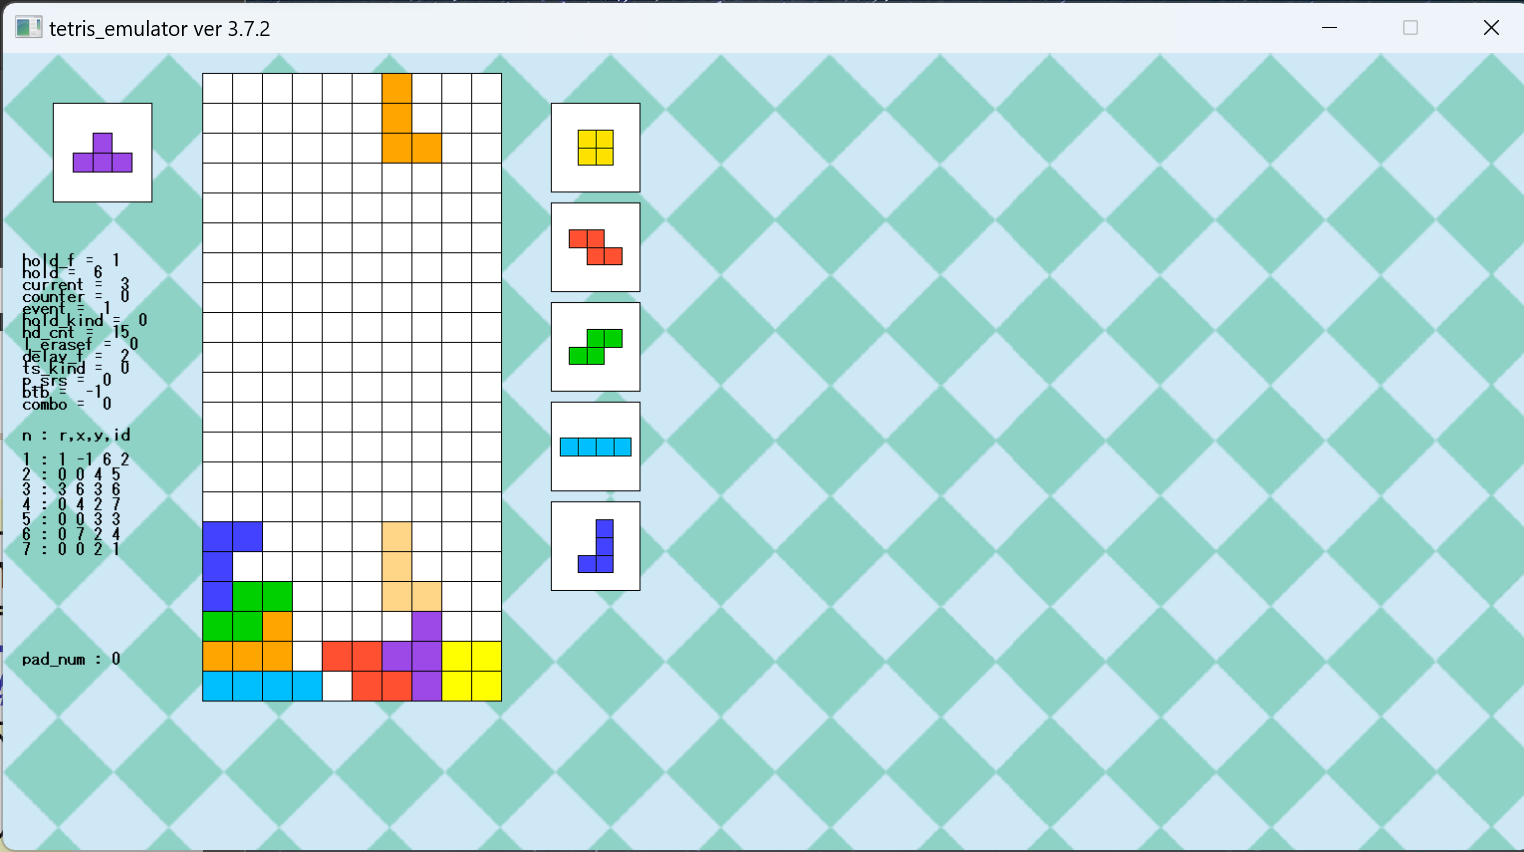 tetris_emulator ver 3.7.2
hold_f = 1
hold = 6
current = 3
counter = 0
event = 1
hold_kind = 0
nd_cnt = 15
l_erasef = 0
delay_f = 2
ts_kind = 0
p_srs = 0
btb = -1
combo = 0
n : r,x,y,id
1 : 1 -1 6 2
2 : 0 0 4 5
3 : 3 6 3 6
4 : 0 4 2 7
5 : 0 0 3 3
6 : 0 7 2 4
7 : 0 0 2 1
pad_num : 0